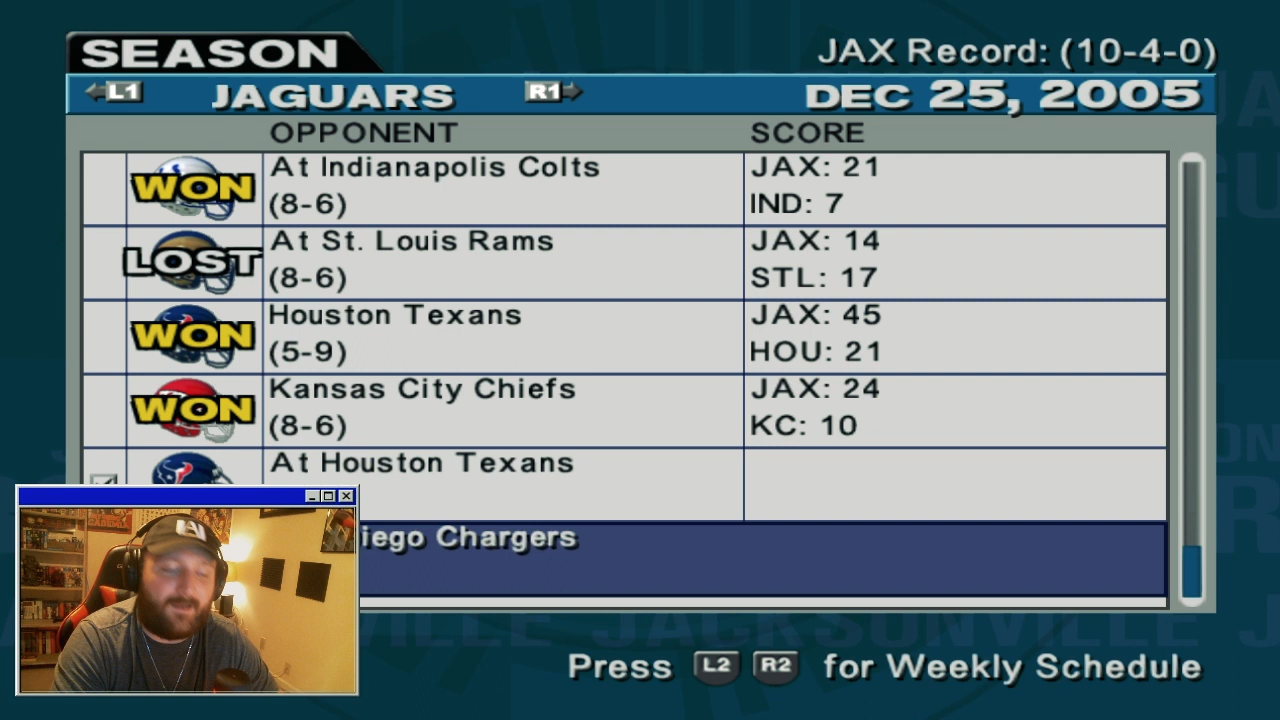 SEASON
JAX Record: (10-4-0)
L1
JAGUARS
R1
DEC 25, 2005
OPPONENT
SCORE
WON
At Indianapolis Colts
(8-6)
JAX: 21
IND: 7
LOST
At St. Louis Rams
(8-6)
JAX: 14
STL: 17
WON
Houston Texans
(5-9)
JAX: 45
HOU: 21
WON
Kansas City Chiefs
(8-6)
JAX: 24
KC: 10
At Houston Texans
iego Chargers
VILLE JACKSONVILLE
Press L2 R2 for Weekly Schedule